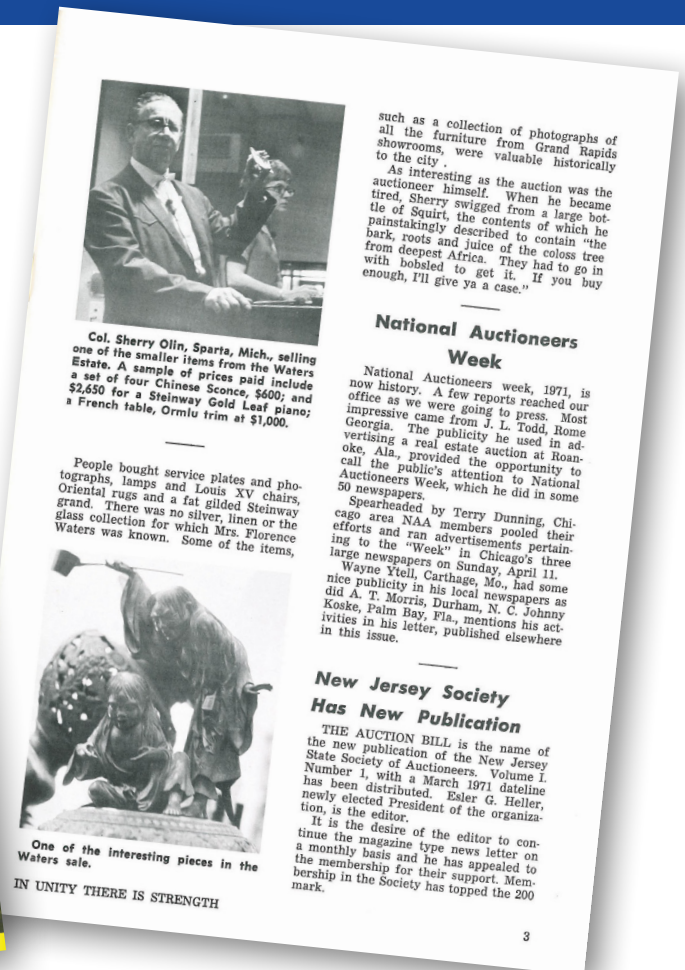 Col. Sherry Olin, Sparta, Mich., selling
one of the smaller items from the Waters
Estate. A sample of prices paid include
a set of four Chinese Sconce, $600; and
$2,650 for a Steinway Gold Leaf piano;
a French table, Ormlu trim at $1,000.
People bought service plates and pho-
tographs, lamps and Louis XV chairs,
Oriental rugs and a fat gilded Steinway
grand. There was no silver, linen or the
glass collection for which Mrs. Florence
Waters was known. Some of the items,
One of the interesting pieces in the
Waters sale.
IN UNITY THERE IS STRENGTH
such as a collection of photographs of
all the furniture from Grand Rapids
showrooms, were valuable historically
to the city .
As interesting as the auction was the
auctioneer himself. When he became
tired, Sherry swigged from a large bot-
tle of Squirt, the contents of which he
painstakingly described to contain "the
bark, roots and juice of the coloss tree
from deepest Africa. They had to go in
with bobsled to get it. If you buy
enough, I'll give ya a case."
National Auctioneers
Week
National Auctioneers week, 1971, is
now history. A few reports reached our
office as we were going to press. Most
impressive came from J. L. Todd, Rome
Georgia. The publicity he used in ad-
vertising a real estate auction at Roan-
oke, Ala., provided the opportunity to
call the public's attention to National
Auctioneers Week, which he did in some
50 newspapers.
Spearheaded by Terry Dunning, Chi-
cago area NAA members pooled their
efforts and ran advertisements pertain-
ing to the "Week" in Chicago's three
large newspapers on Sunday, April 11.
Wayne Ytell, Carthage, Mo., had some
nice publicity in his local newspapers as
did A. T. Morris, Durham, N. C. Johnny
Koske, Palm Bay, Fla., mentions his act-
ivities in his letter, published elsewhere
in this issue.
New Jersey Society
Has New Publication
THE AUCTION BILL is the name of
the new publication of the New Jersey
State Society of Auctioneers. Volume I.
Number 1, with a March 1971 dateline
has been distributed. Esler G. Heller,
newly elected President of the organiza-
tion, is the editor.
It is the desire of the editor to con-
tinue the magazine type news letter on
a monthly basis and he has appealed to
the membership for their support. Mem-
bership in the Society has topped the 200
mark.
3